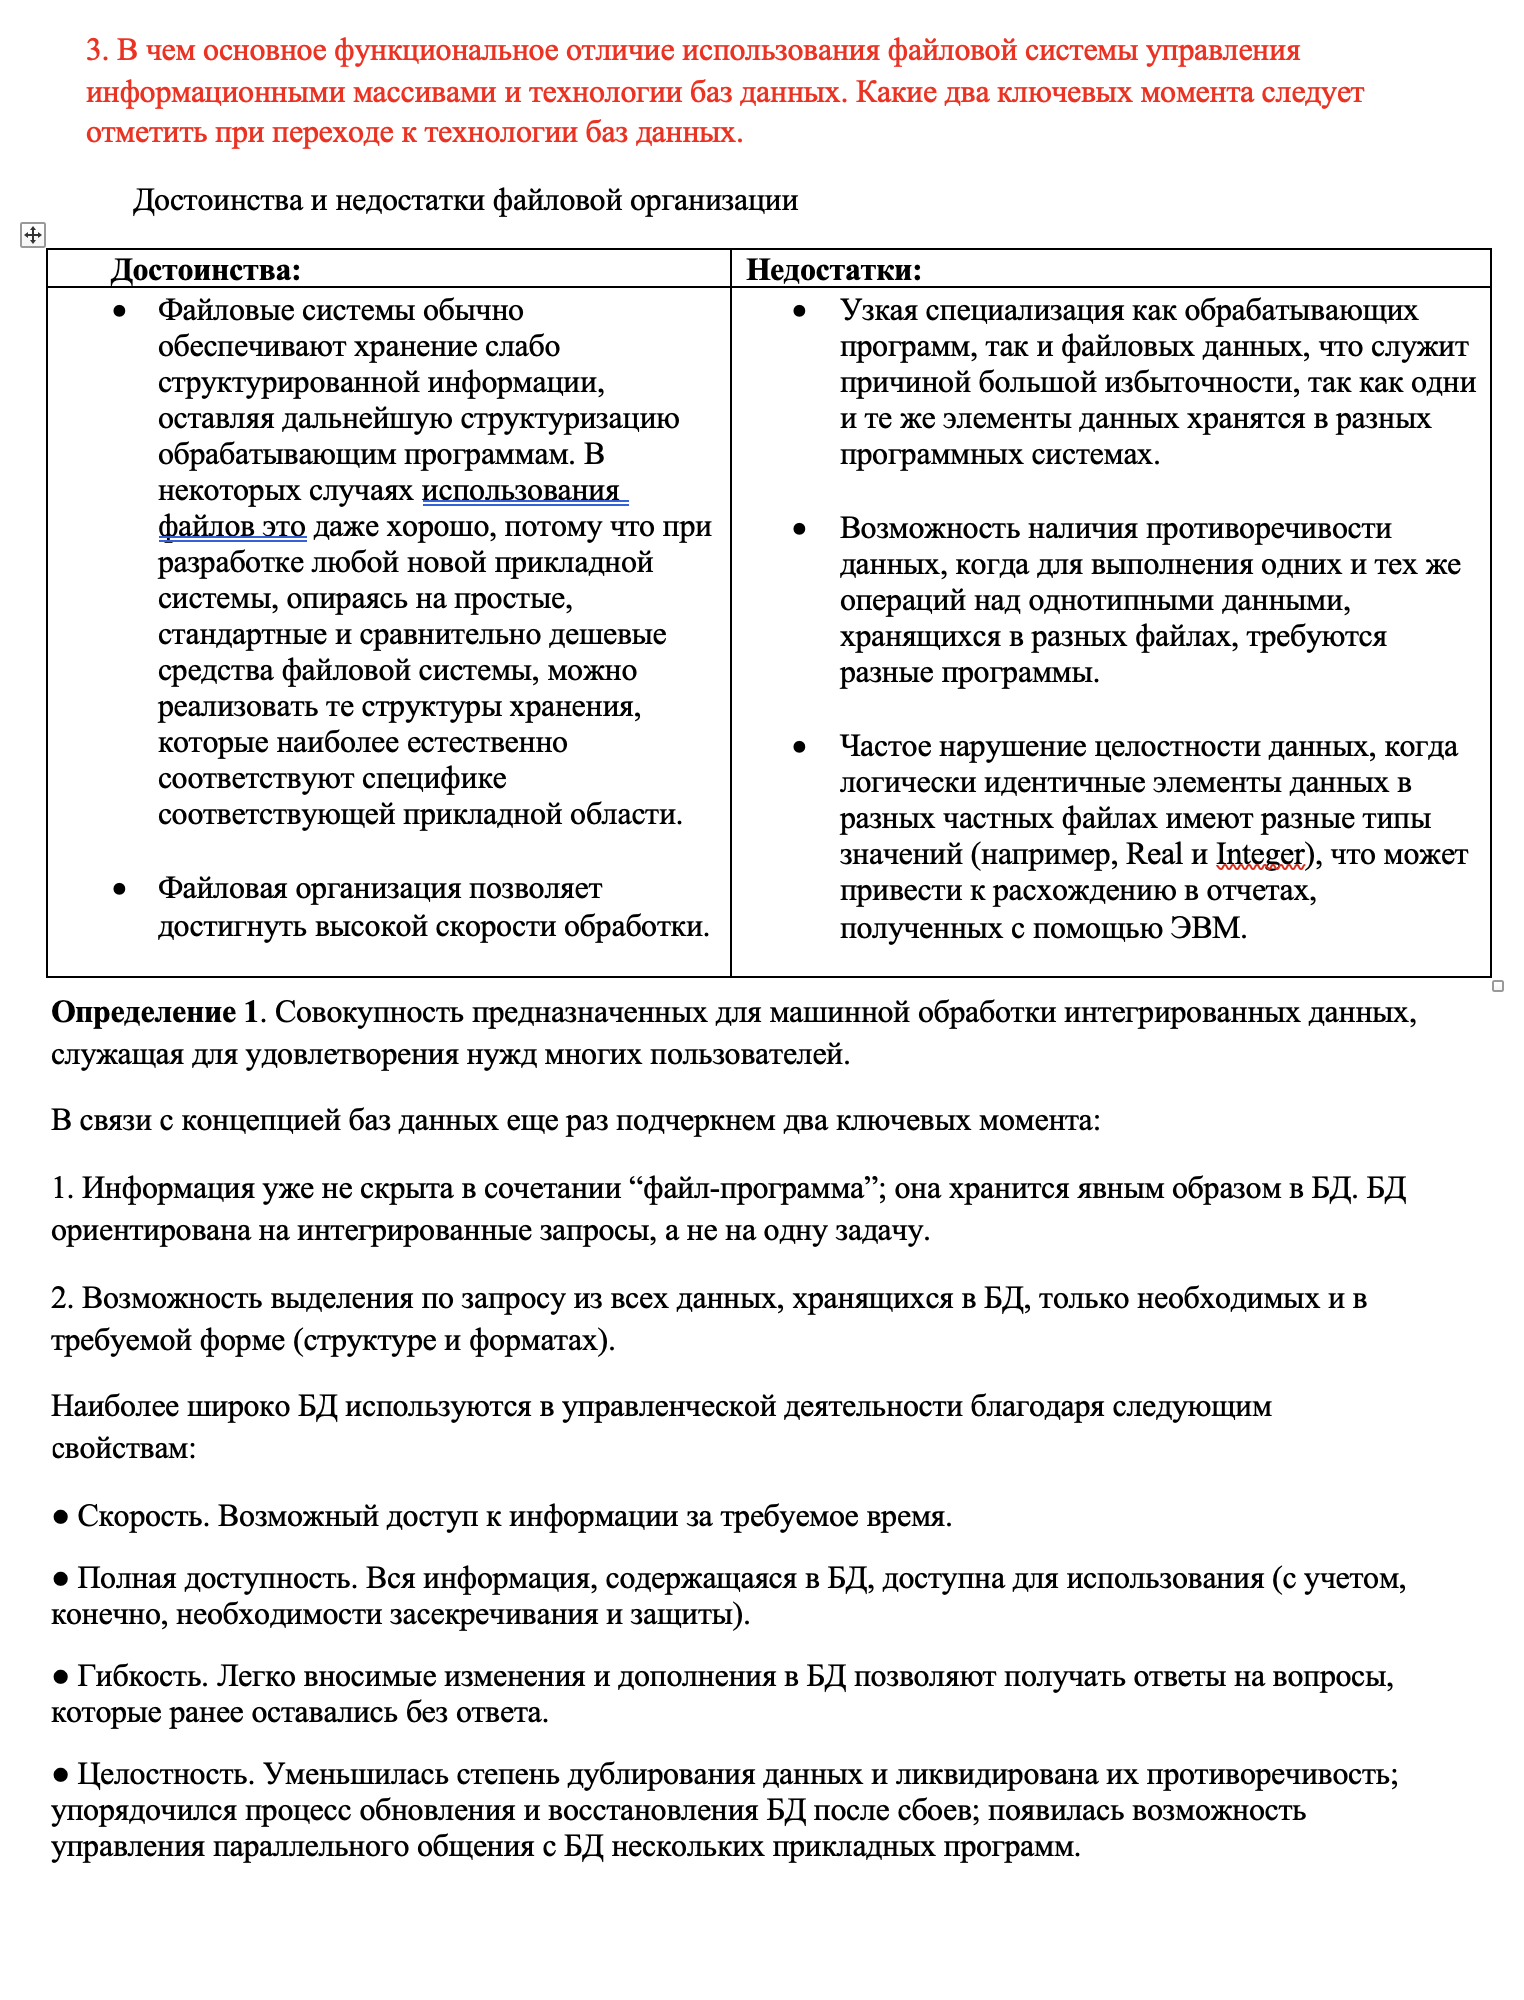 3. В чем основное функциональное отличие использования файловой системы управления
информационными массивами и технологии баз данных. Какие два ключевых момента следует
отметить при переходе к технологии баз данных.
Достоинства и недостатки файловой организации
Достоинства:
● Файловые системы обычно
обеспечивают хранение слабо
структурированной информации,
оставляя дальнейшую структуризацию
обрабатывающим программам. В
некоторых случаях использования
файлов это даже хорошо, потому что при
разработке любой новой прикладной
системы, опираясь на простые,
стандартные и сравнительно дешевые
средства файловой системы, можно
реализовать те структуры хранения,
которые наиболее естественно
соответствуют специфике
соответствующей прикладной области.
● Файловая организация позволяет
достигнуть высокой скорости обработки.
Недостатки:
● Узкая специализация как обрабатывающих
программ, так и файловых данных, что служит
причиной большой избыточности, так как одни
и те же элементы данных хранятся в разных
программных системах.
● Возможность наличия противоречивости
данных, когда для выполнения одних и тех же
операций над однотипными данными,
хранящихся в разных файлах, требуются
разные программы.
● Частое нарушение целостности данных, когда
логически идентичные элементы данных в
разных частных файлах имеют разные типы
значений (например, Real и Integer), что может
привести к расхождению в отчетах,
полученных с помощью ЭВМ.
Определение 1. Совокупность предназначенных для машинной обработки интегрированных данных,
служащая для удовлетворения нужд многих пользователей.
В связи с концепцией баз данных еще раз подчеркнем два ключевых момента:
1. Информация уже не скрыта в сочетании “файл-программа”; она хранится явным образом в БД. БД
ориентирована на интегрированные запросы, а не на одну задачу.
2. Возможность выделения по запросу из всех данных, хранящихся в БД, только необходимых и в
требуемой форме (структуре и форматах).
Наиболее широко БД используются в управленческой деятельности благодаря следующим
свойствам:
● Скорость. Возможный доступ к информации за требуемое время.
● Полная доступность. Вся информация, содержащаяся в БД, доступна для использования (с учетом,
конечно, необходимости засекречивания и защиты).
● Гибкость. Легко вносимые изменения и дополнения в БД позволяют получать ответы на вопросы,
которые ранее оставались без ответа.
● Целостность. Уменьшилась степень дублирования данных и ликвидирована их противоречивость;
упорядочился процесс обновления и восстановления БД после сбоев; появилась возможность
управления параллельного общения с БД нескольких прикладных программ.